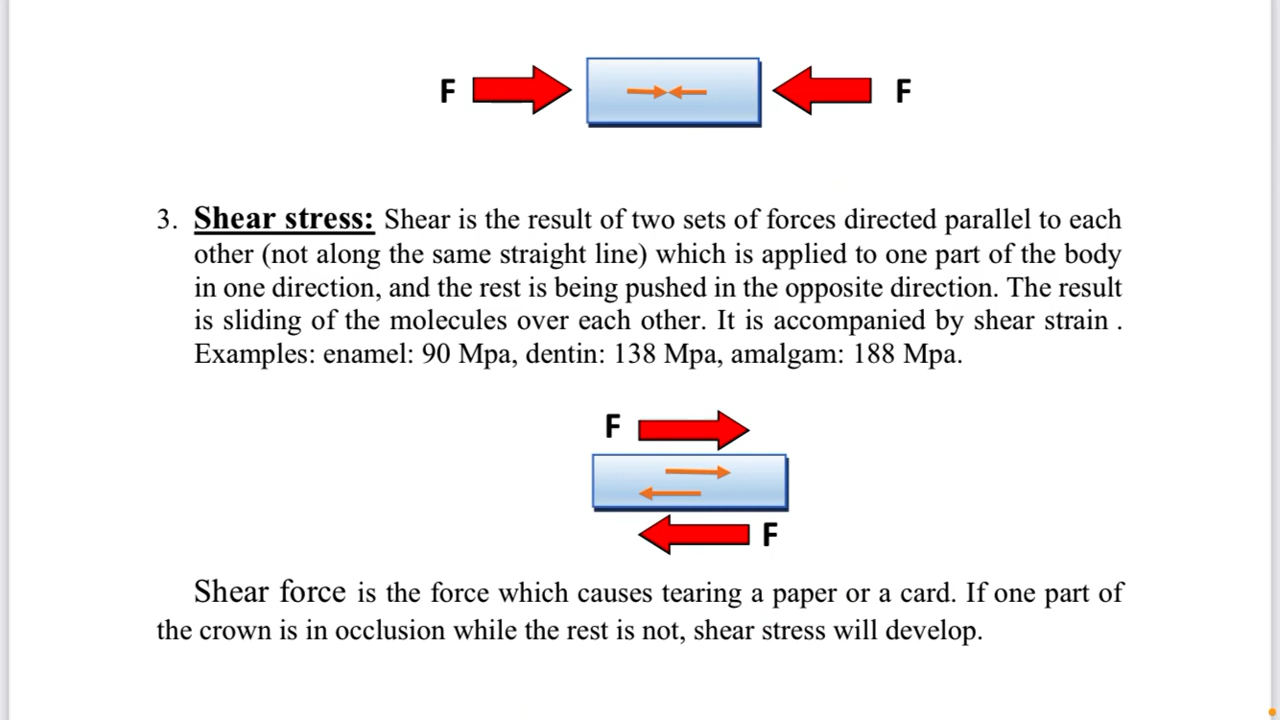 F F
3. Shear stress: Shear is the result of two sets of forces directed parallel to each
other (not along the same straight line) which is applied to one part of the body
in one direction, and the rest is being pushed in the opposite direction. The result
is sliding of the molecules over each other. It is accompanied by shear strain .
Examples: enamel: 90 Mpa, dentin: 138 Mpa, amalgam: 188 Mpa.
F
F
Shear force is the force which causes tearing a paper or a card. If one part of
the crown is in occlusion while the rest is not, shear stress will develop.